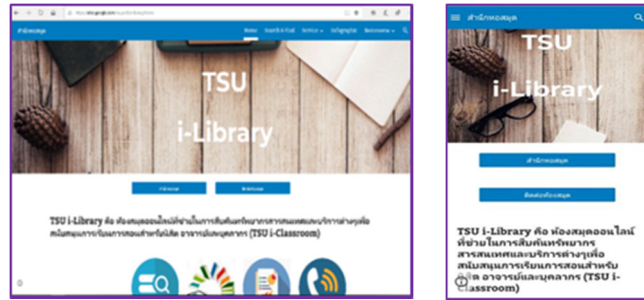 สำนักหอสมุด
Home Search & Find Service Infographic
TSU
i-Library
TSU i-Library คือ ห้องสมุดออนไลน์ที่ช่วยในการสืบค้นทรัพยากรสารสนเทศและบริการต่างๆเพื่อ
สนับสนุนการเรียนการสอนสำหรับนิสิต อาจารย์และบุคลากร (TSU i-Classroom)
สำนักหอสมุด
TSU
i-Library
สำนักหอสมุด
ติดต่อห้องสมุด
TSU i-Library คือ ห้องสมุดออนไลน์
ที่ช่วยในการสืบค้นทรัพยากร
สารสนเทศและบริการต่างๆเพื่อ
สนับสนุนการเรียนการสอนสำหรับ
นิสิต อาจารย์และบุคลากร (TSU i-
Classroom)